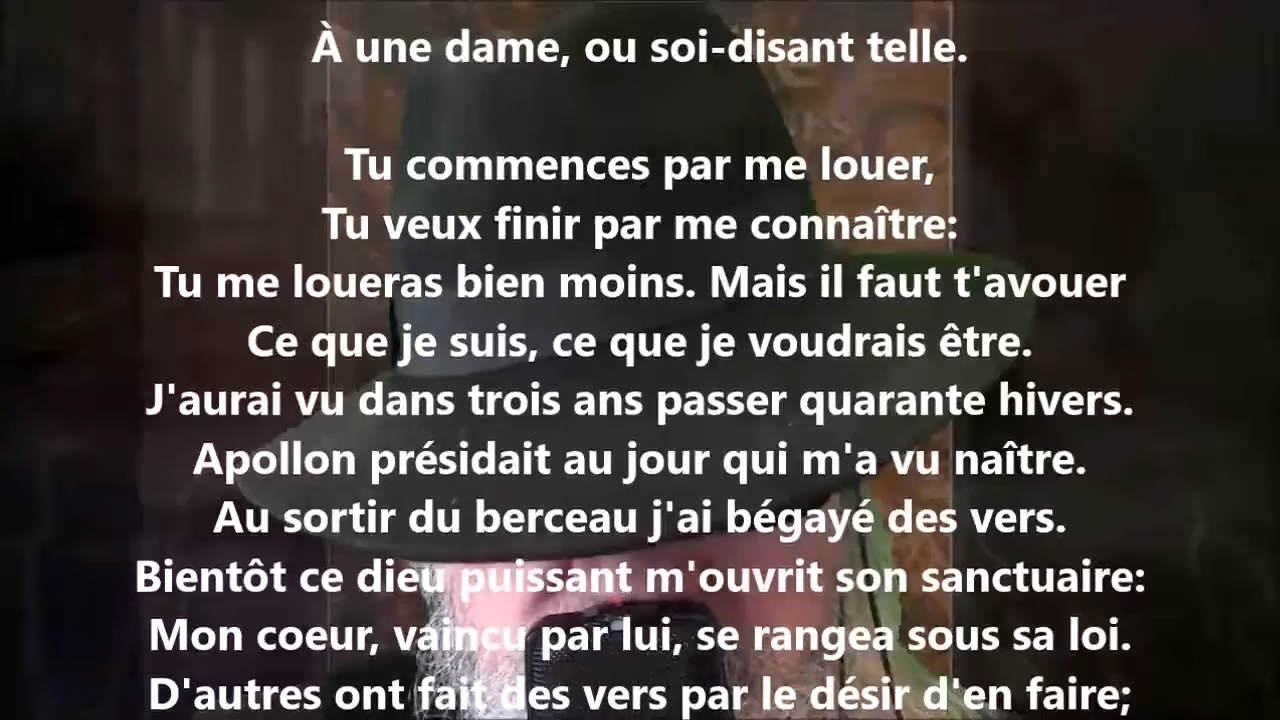 À une dame, ou soi-disant telle.
Tu commences par me louer,
Tu veux finir par me connaître:
Tu me loueras bien moins. Mais il faut t'avouer
Ce que je suis, ce que je voudrais être.
J'aurai vu dans trois ans passer quarante hivers.
Apollon présidait au jour qui m'a vu naître.
Au sortir du berceau j'ai bégayé des vers.
Bientôt ce dieu puissant m'ouvrit son sanctuaire:
Mon coeur, vaincu par lui, se rangea sous sa loi.
D'autres ont fait des vers par le désir d'en faire;